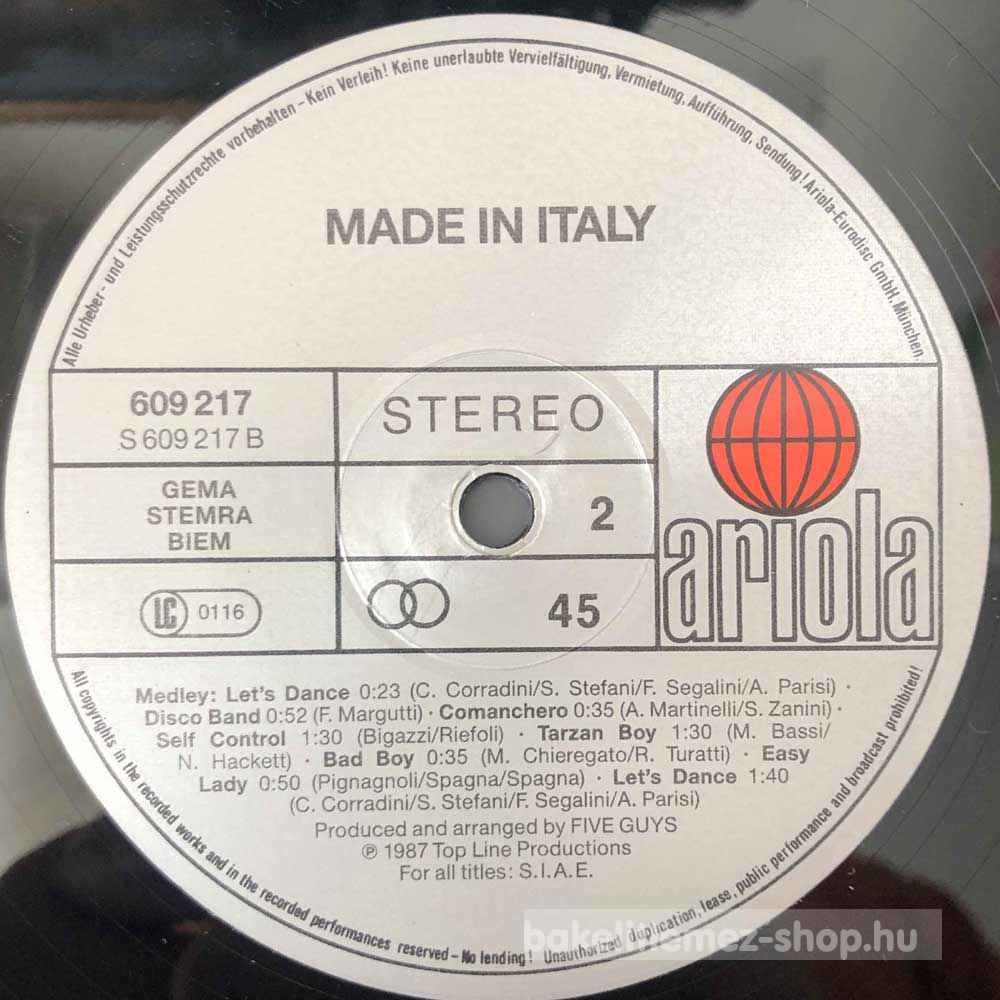 Alle Urheber- und Leistungsschutzrechte vorbehalten – Kein Verleih! Keine unerlaubte Vervielfältigung, Vermietung, Aufführung, Sendung! Ariola-Eurodisc GmbH. München.
MADE IN ITALY
609 217
S 609 217 B
STEREO
GEMA
STEMRA
BIEM
2
LC 0116
45
ariola
Medley: Let's Dance 0:23 (C. Corradini/S. Stefani/F. Segalini/A. Parisi) ·
Disco Band 0:52 (F. Margutti) · Comanchero 0:35 (A. Martinelli/S. Zanini) ·
Self Control 1:30 (Bigazzi/Riefoli) · Tarzan Boy 1:30 (M. Bassi/
N. Hackett) · Bad Boy 0:35 (M. Chieregato/R. Turatti) · Easy
Lady 0:50 (Pignagnoli/Spagna/Spagna) · Let's Dance 1:40
(C. Corradini/S. Stefani/F. Segalini/A. Parisi)
Produced and arranged by FIVE GUYS
℗ 1987 Top Line Productions
For all titles: S.I.A.E.
All copyrights in the recorded works and in the recorded performances reserved – No lending! Unauthorized duplication, lease, public performance and broadcast prohibited!
bakelitlemez-shop.hu